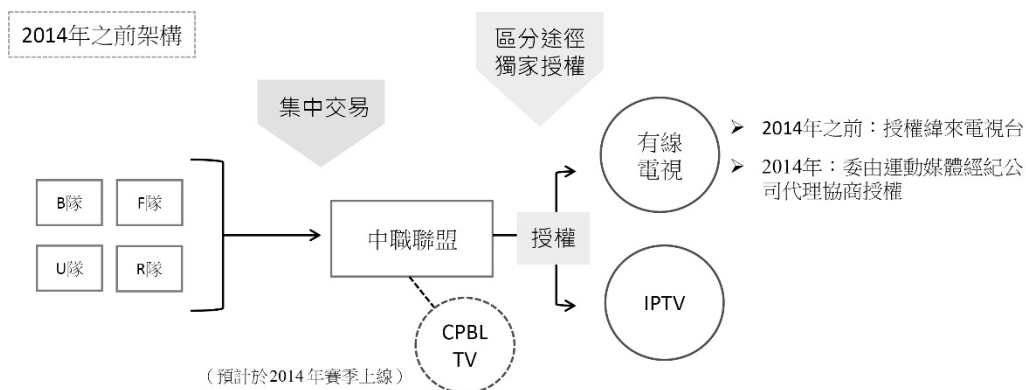 2014年之前架構
集中交易
區分途徑
獨家授權
B隊
F隊
U隊
R隊
中職聯盟
授權
有線
電視
➤ 2014年之前：授權緯來電視台
➤ 2014年：委由運動媒體經紀公
司代理協商授權
IPTV
CPBL
TV
（預計於2014年賽季上線）